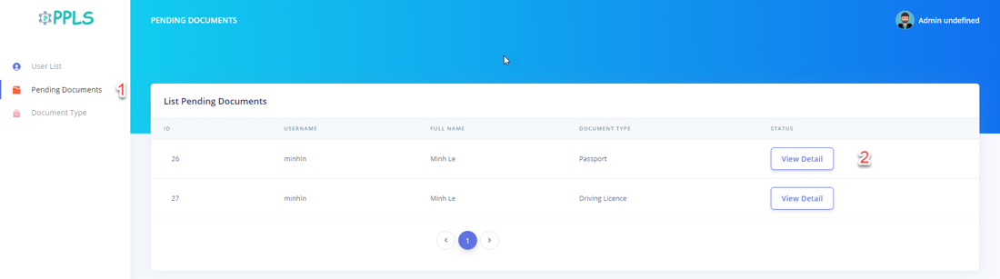 PPLS
PENDING DOCUMENTS
Admin undefined
User List
Pending Documents 1
Document Type
List Pending Documents
ID USERNAME FULL NAME DOCUMENT TYPE STATUS
26 minhln Minh Le Passport View Detail 2
27 minhln Minh Le Driving Licence View Detail
‹ 1 ›